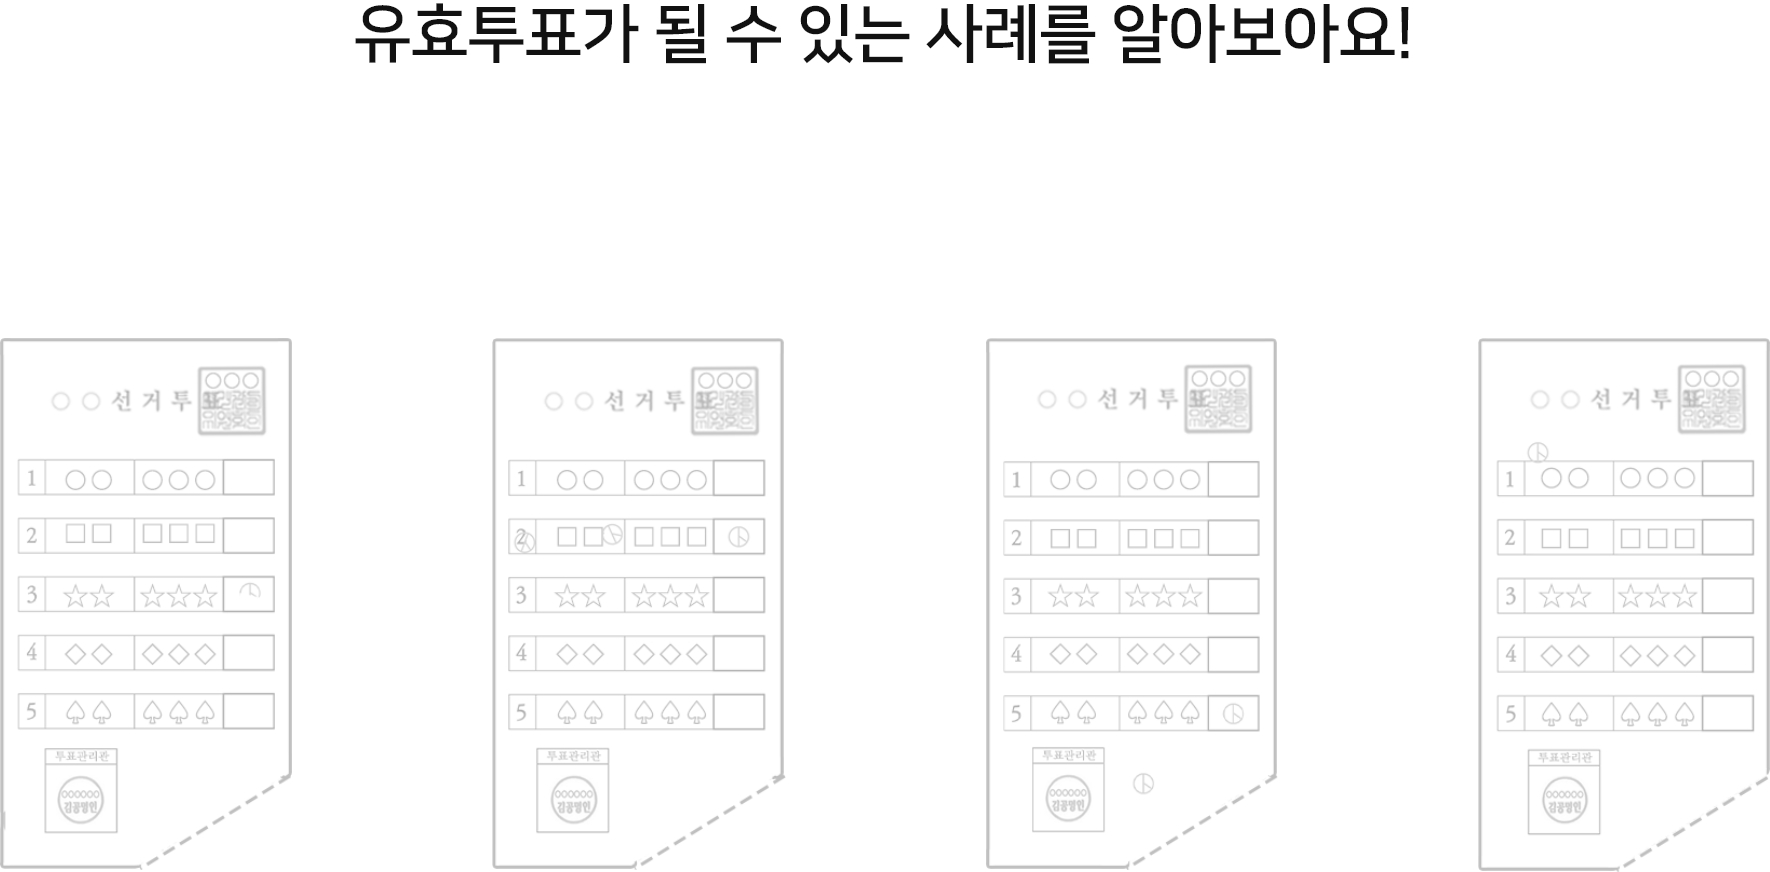 유효투표가 될 수 있는 사례를 알아보아요!
○ ○ 선 거 투 표
1 ○○ ○○○
2 □□ □□□
3 ☆☆ ☆☆☆
4 ◇◇ ◇◇◇
5 ♤♤ ♤♤♤
투표관리관
○○○○○○
김공명인
○ ○ 선 거 투 표
1 ○○ ○○○
2 □□ □□□
3 ☆☆ ☆☆☆
4 ◇◇ ◇◇◇
5 ♤♤ ♤♤♤
투표관리관
○○○○○○
김공명인
○ ○ 선 거 투 표
1 ○○ ○○○
2 □□ □□□
3 ☆☆ ☆☆☆
4 ◇◇ ◇◇◇
5 ♤♤ ♤♤♤
투표관리관
○○○○○○
김공명인
○ ○ 선 거 투 표
1 ○○ ○○○
2 □□ □□□
3 ☆☆ ☆☆☆
4 ◇◇ ◇◇◇
5 ♤♤ ♤♤♤
투표관리관
○○○○○○
김공명인